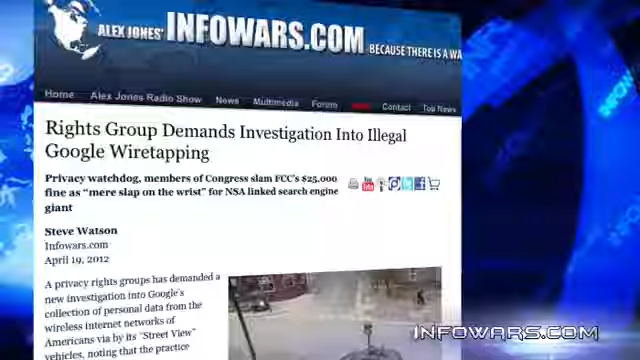 ALEX JONES' INFOWARS.COM BECAUSE THERE IS A WA
Home Alex Jones Radio Show News Multimedia Forum Contact Top News
Rights Group Demands Investigation Into Illegal
Google Wiretapping
Privacy watchdog, members of Congress slam FCC's $25,000
fine as “mere slap on the wrist” for NSA linked search engine
giant
Steve Watson
Infowars.com
April 19, 2012
A privacy rights groups has demanded a
new investigation into Google's
collection of personal data from the
wireless internet networks of
Americans via by its “Street View”
vehicles, noting that the practice
INFOWARS.COM